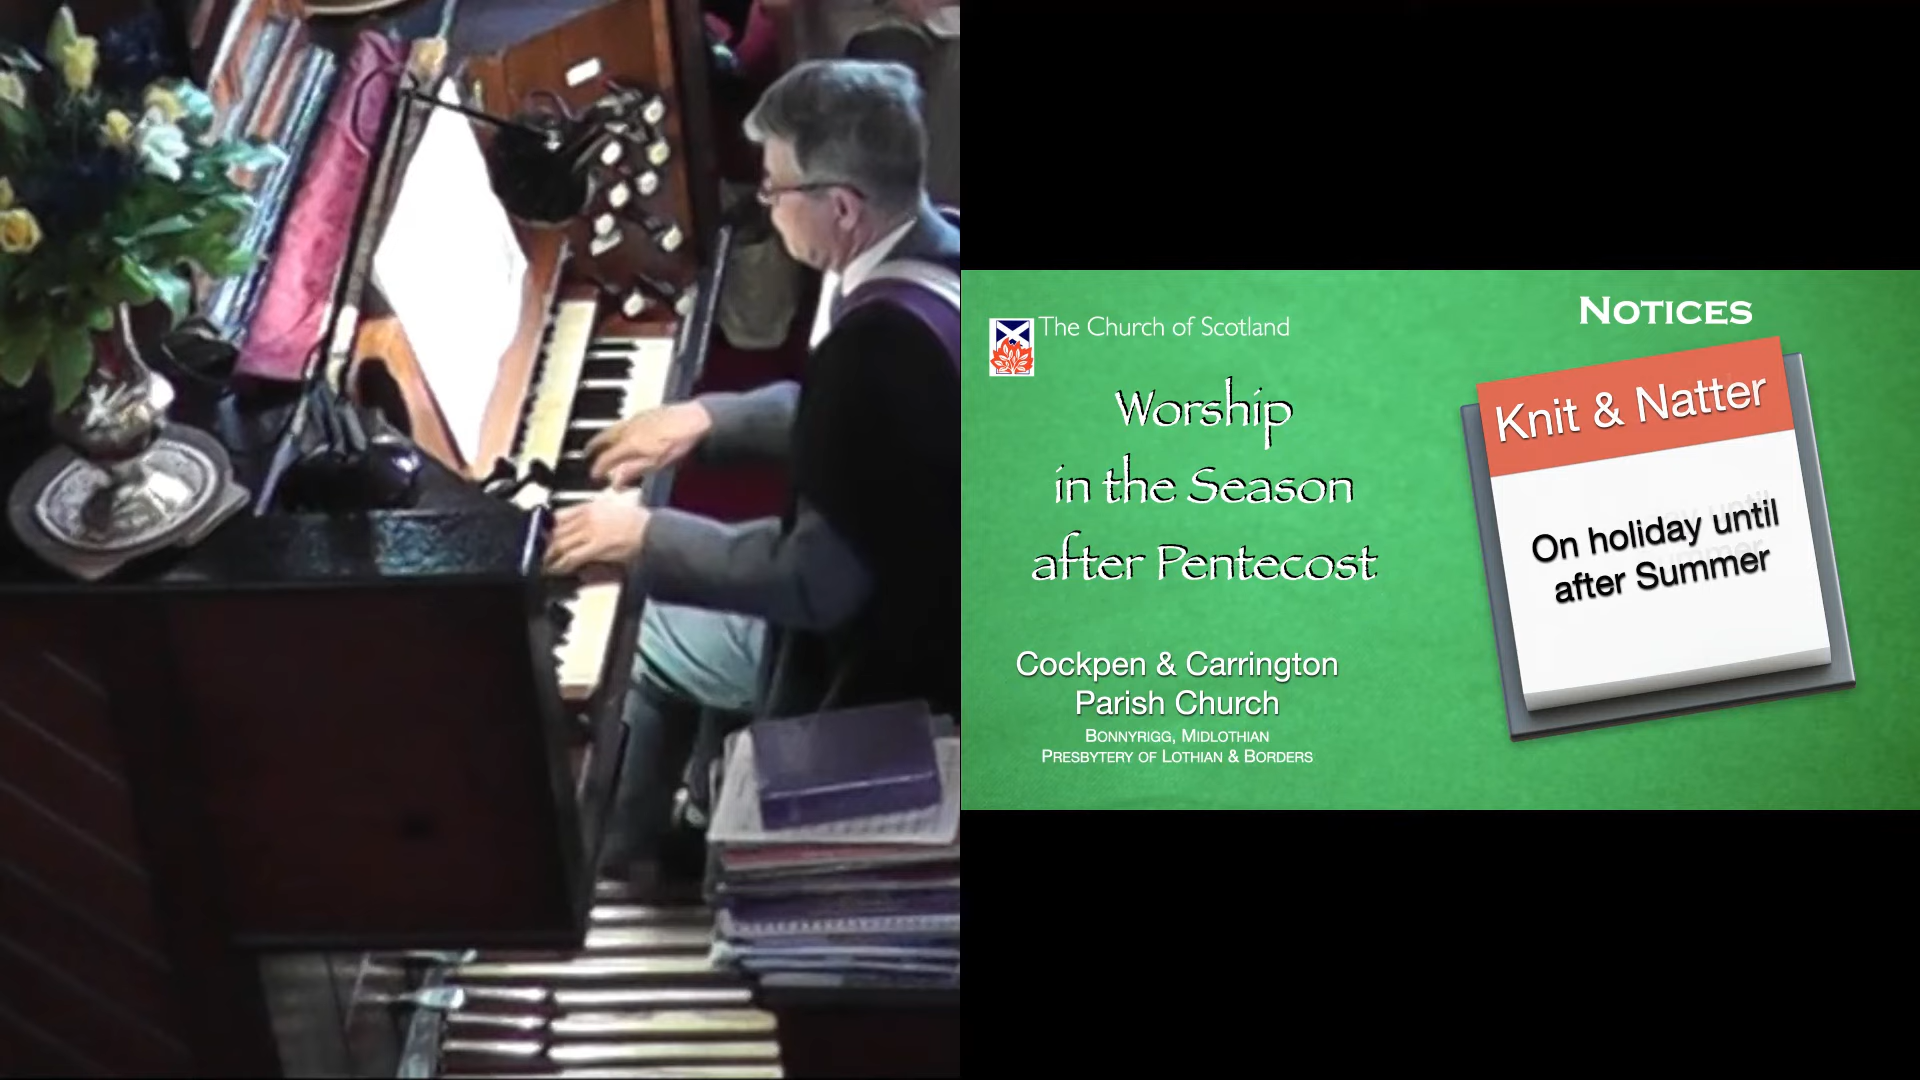 The Church of Scotland
Worship
in the Season
after Pentecost
Cockpen & Carrington
Parish Church
Bonnyrigg, Midlothian
Presbytery of Lothian & Borders
Notices
Knit & Natter
On holiday until
after Summer